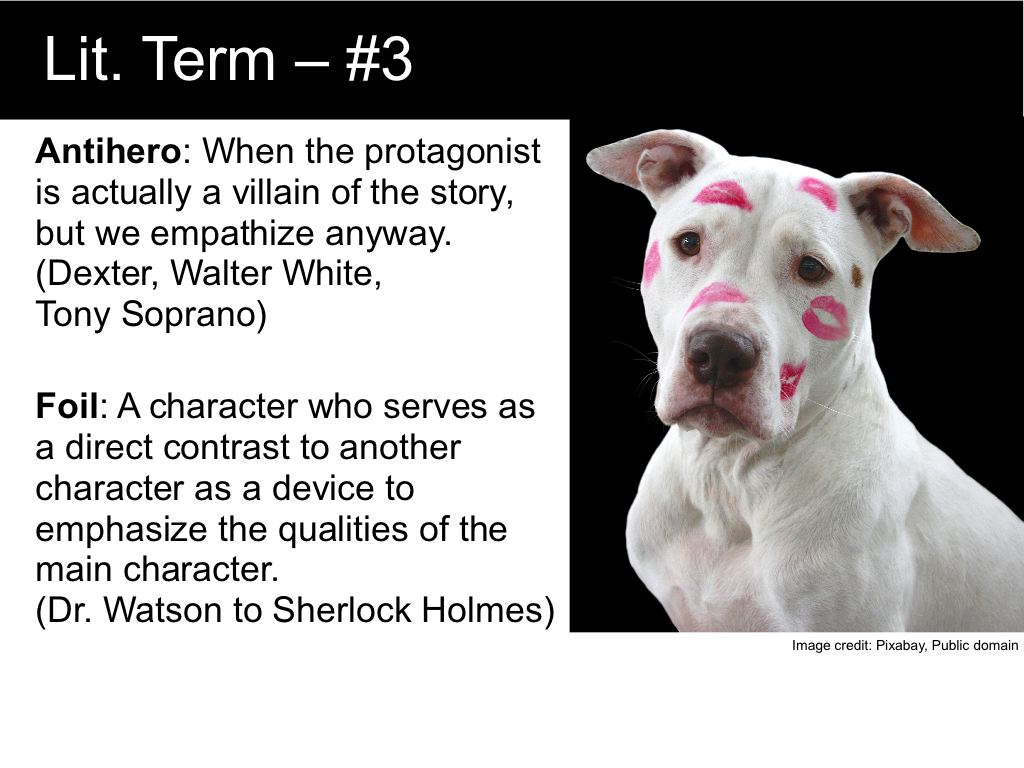 Lit. Term – #3
Antihero: When the protagonist
is actually a villain of the story,
but we empathize anyway.
(Dexter, Walter White,
Tony Soprano)
Foil: A character who serves as
a direct contrast to another
character as a device to
emphasize the qualities of the
main character.
(Dr. Watson to Sherlock Holmes)
Image credit: Pixabay, Public domain